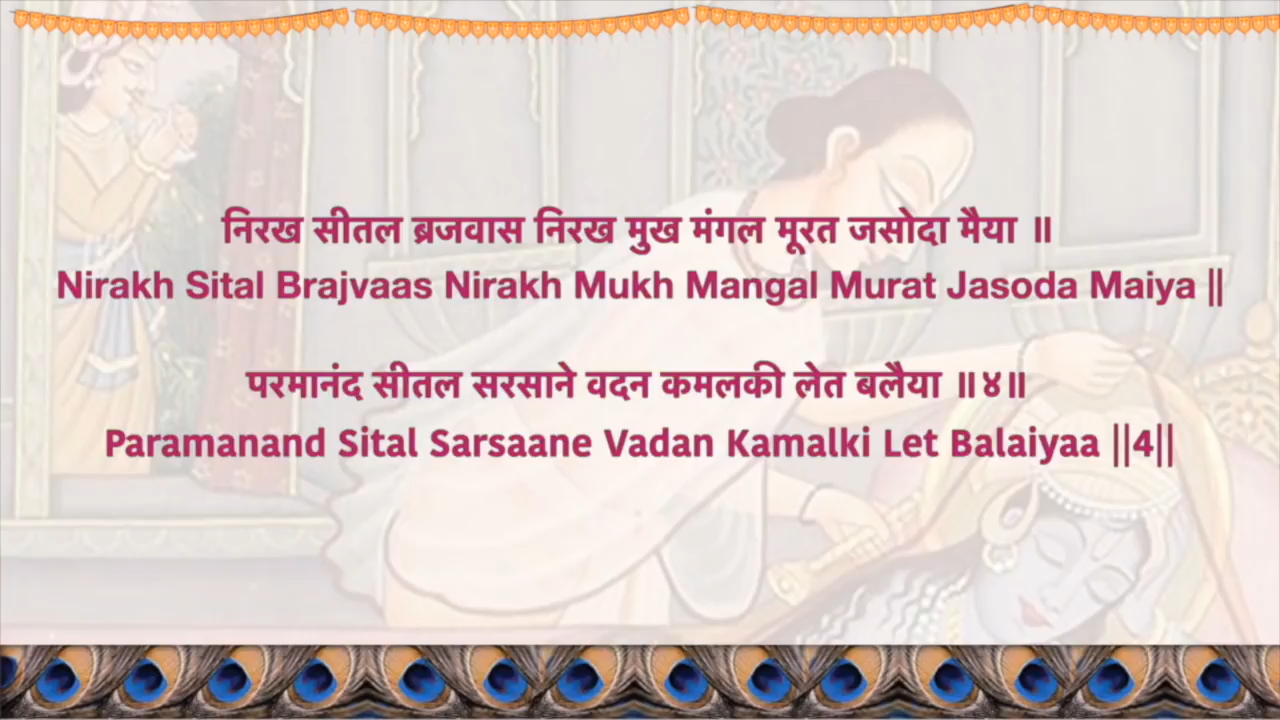 निरख सीतल ब्रजवास निरख मुख मंगल मूरत जसोदा मैया ॥
Nirakh Sital Brajvaas Nirakh Mukh Mangal Murat Jasoda Maiya ||
परमानंद सीतल सरसाने वदन कमलकी लेत बलैया ॥४॥
Paramanand Sital Sarsaane Vadan Kamalki Let Balaiyaa ||4||